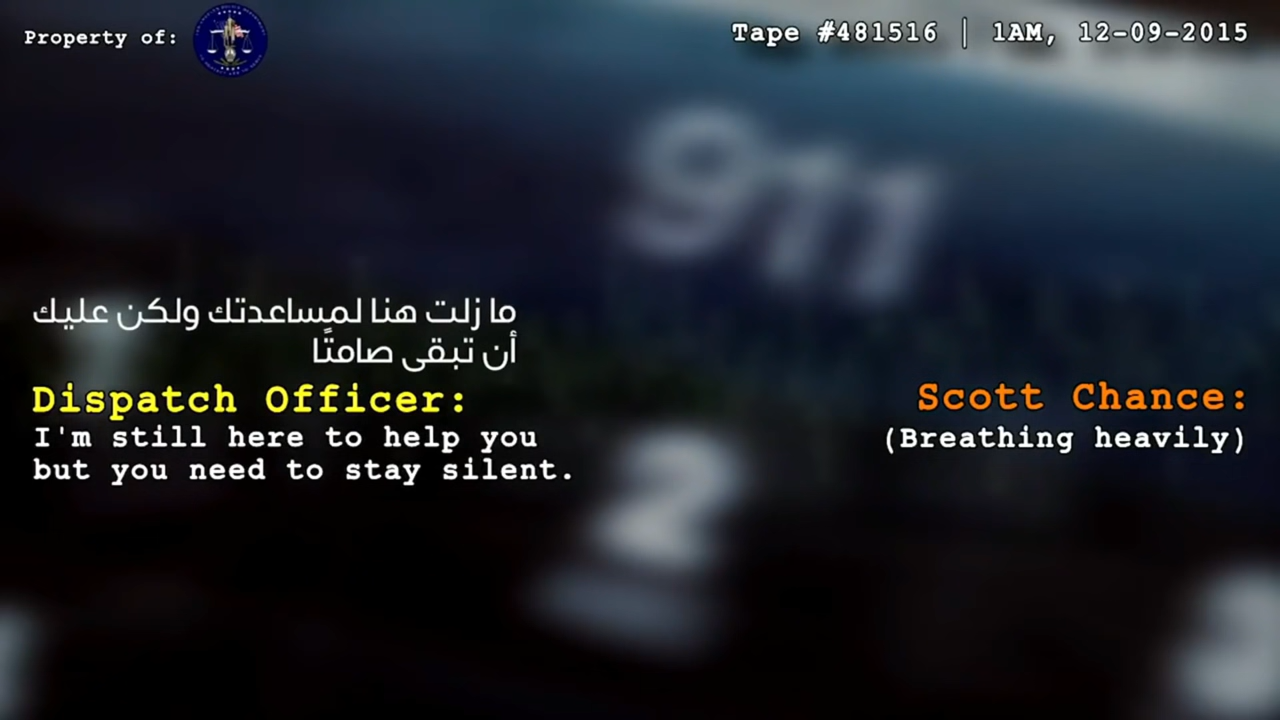 Property of:
Tape #481516 | 1AM, 12-09-2015
911
ما زلت هنا لمساعدتك ولكن عليك
أن تبقى صامتًا
Dispatch Officer:
I'm still here to help you
but you need to stay silent.
Scott Chance:
(Breathing heavily)
2